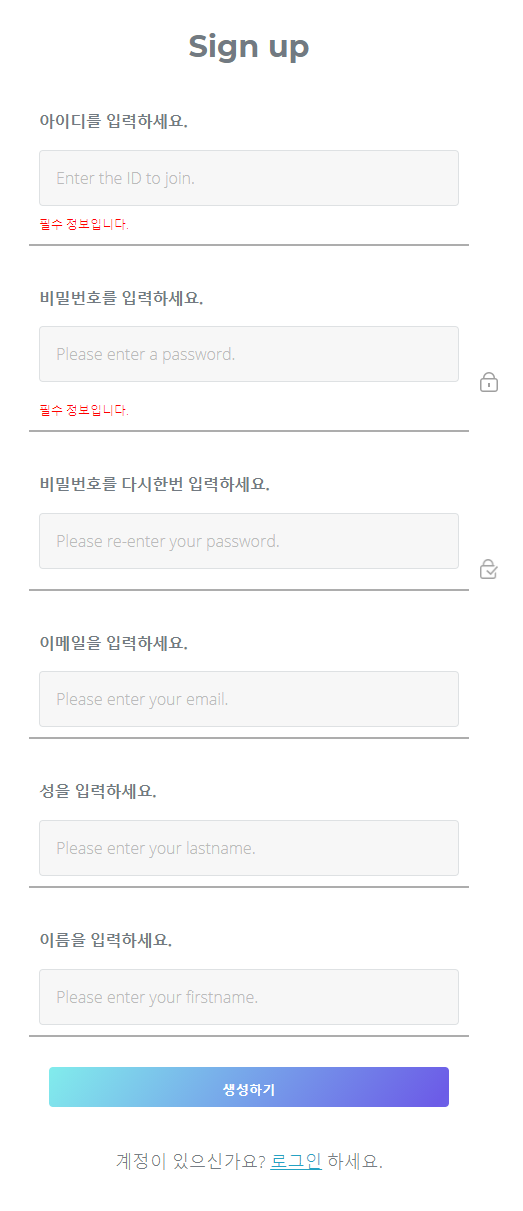 Sign up
아이디를 입력하세요.
Enter the ID to join.
필수 정보입니다.
비밀번호를 입력하세요.
Please enter a password.
필수 정보입니다.
비밀번호를 다시한번 입력하세요.
Please re-enter your password.
이메일을 입력하세요.
Please enter your email.
성을 입력하세요.
Please enter your lastname.
이름을 입력하세요.
Please enter your firstname.
생성하기
계정이 있으신가요? 로그인 하세요.